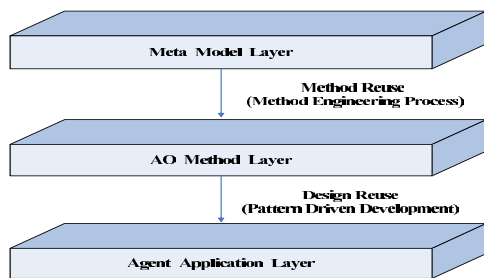 Meta Model Layer
Method Reuse
(Method Engineering Process)
AO Method Layer
Design Reuse
(Pattern Driven Development)
Agent Application Layer